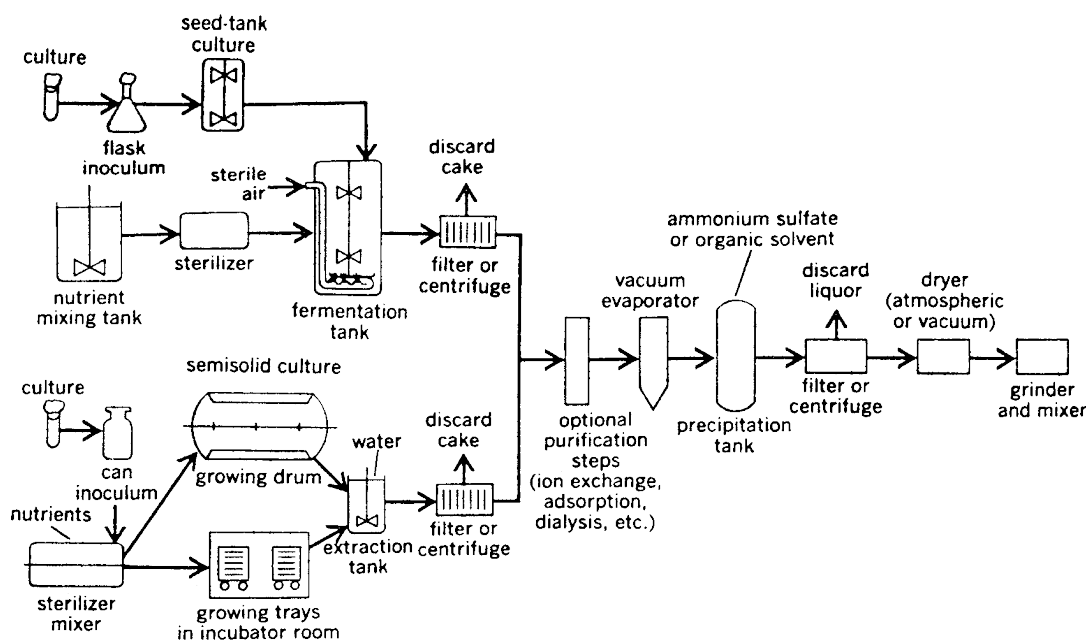 culture
seed-tank
culture
flask
inoculum
nutrient
mixing tank
sterilizer
sterile
air
fermentation
tank
discard
cake
filter or
centrifuge
culture
can
inoculum
nutrients
sterilizer
mixer
semisolid culture
growing drum
growing trays
in incubator room
water
extraction
tank
discard
cake
filter or
centrifuge
optional
purification
steps
(ion exchange,
adsorption,
dialysis, etc.)
vacuum
evaporator
ammonium sulfate
or organic solvent
precipitation
tank
discard
liquor
filter or
centrifuge
dryer
(atmospheric
or vacuum)
grinder
and mixer